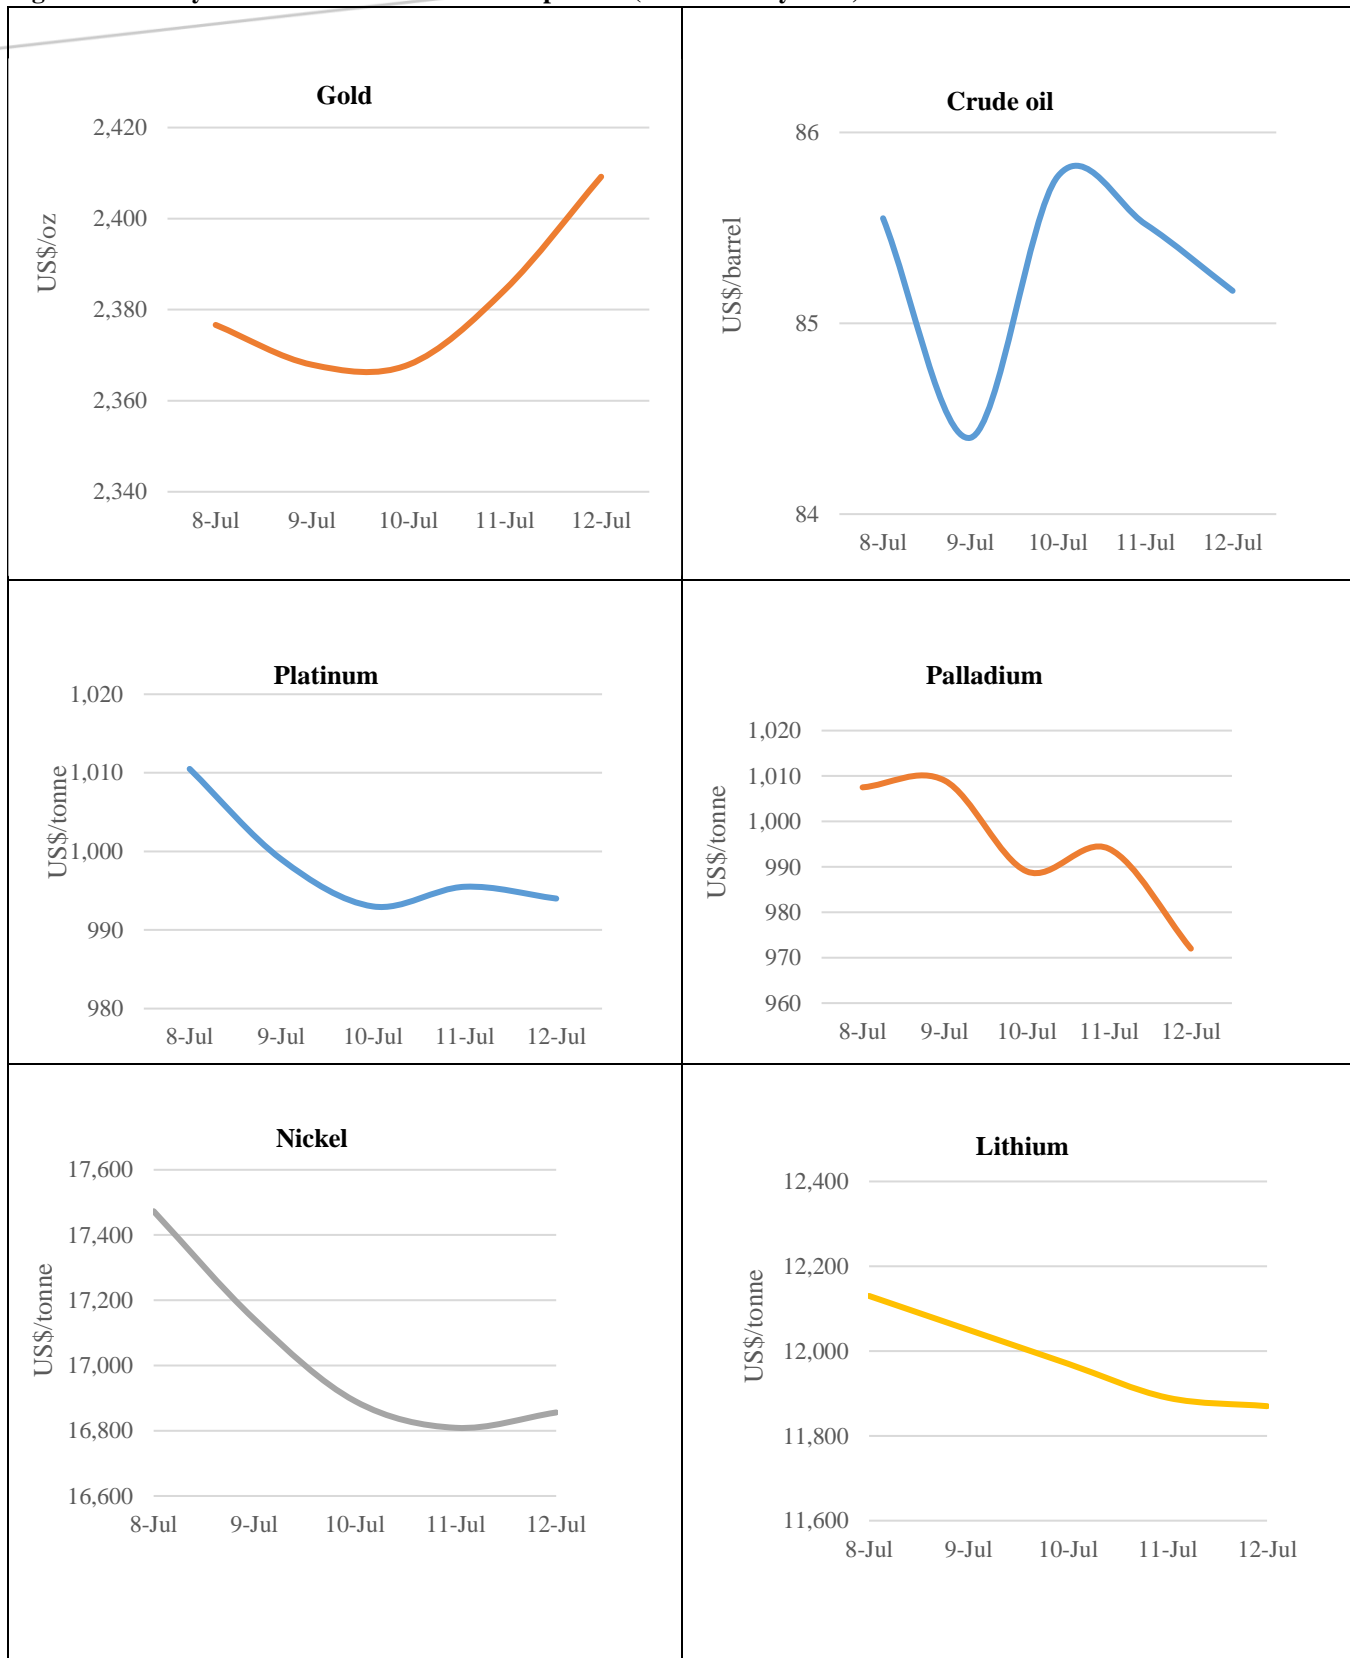 Gold
2,420
2,400
2,380
2,360
2,340
US$/oz
8-Jul 9-Jul 10-Jul 11-Jul 12-Jul
Crude oil
86
85
84
US$/barrel
8-Jul 9-Jul 10-Jul 11-Jul 12-Jul
Platinum
1,020
1,010
1,000
990
980
US$/tonne
8-Jul 9-Jul 10-Jul 11-Jul 12-Jul
Palladium
1,020
1,010
1,000
990
980
970
960
US$/tonne
8-Jul 9-Jul 10-Jul 11-Jul 12-Jul
Nickel
17,600
17,400
17,200
17,000
16,800
16,600
US$/tonne
8-Jul 9-Jul 10-Jul 11-Jul 12-Jul
Lithium
12,400
12,200
12,000
11,800
11,600
US$/tonne
8-Jul 9-Jul 10-Jul 11-Jul 12-Jul